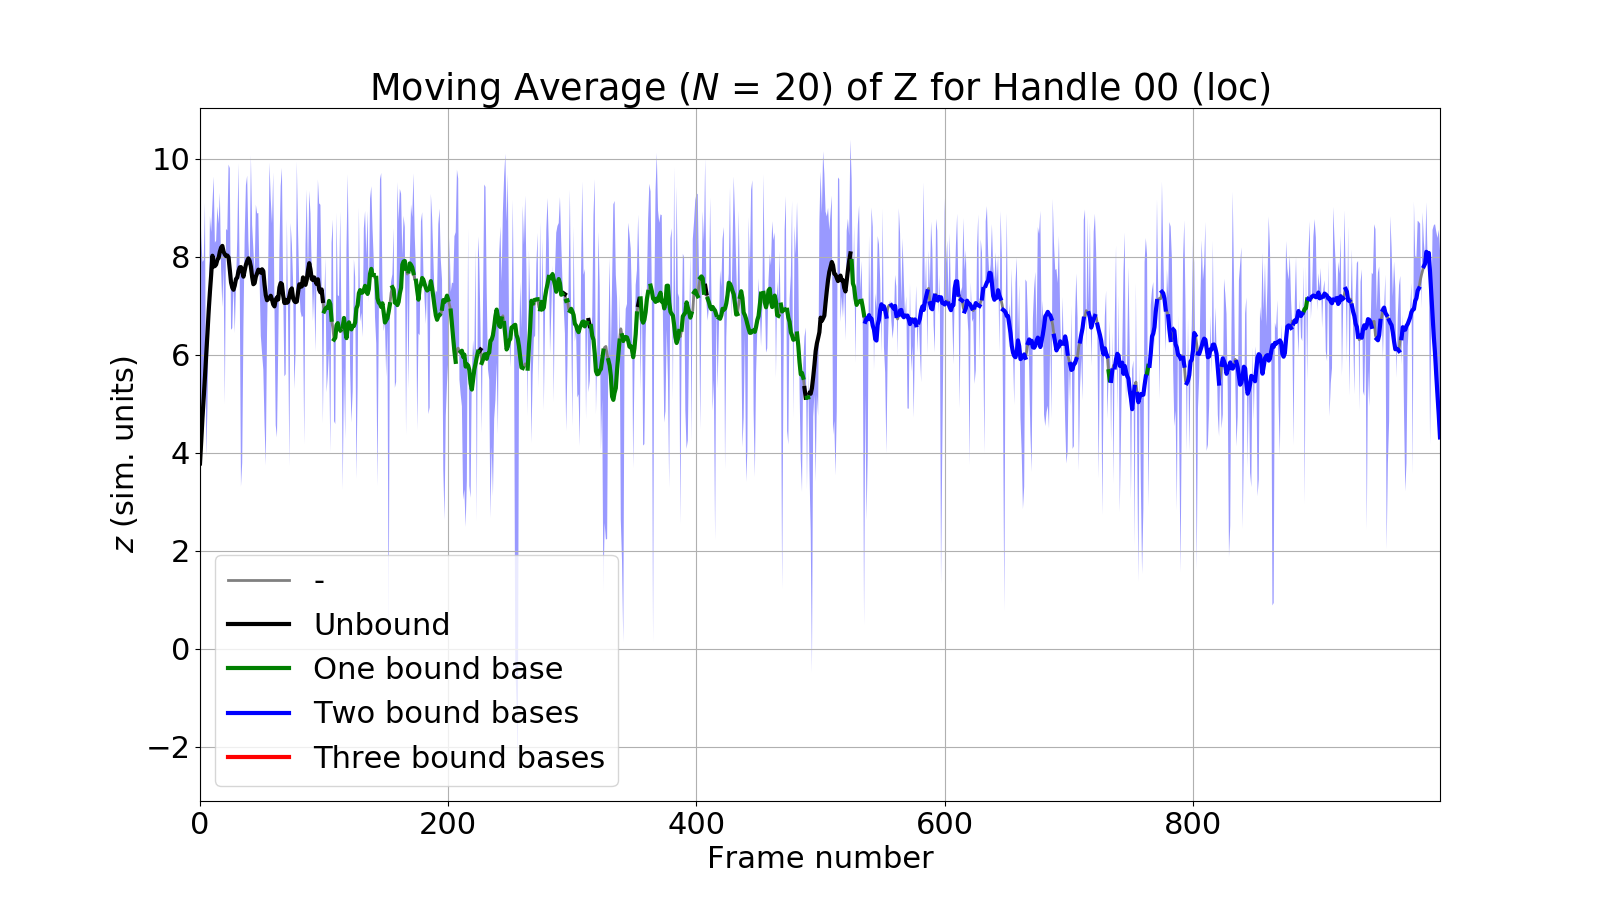 Moving Average (N = 20) of Z for Handle 00 (loc)
10
8
6
4
2
0
−2
z (sim. units)
-
Unbound
One bound base
Two bound bases
Three bound bases
0 200 400 600 800
Frame number